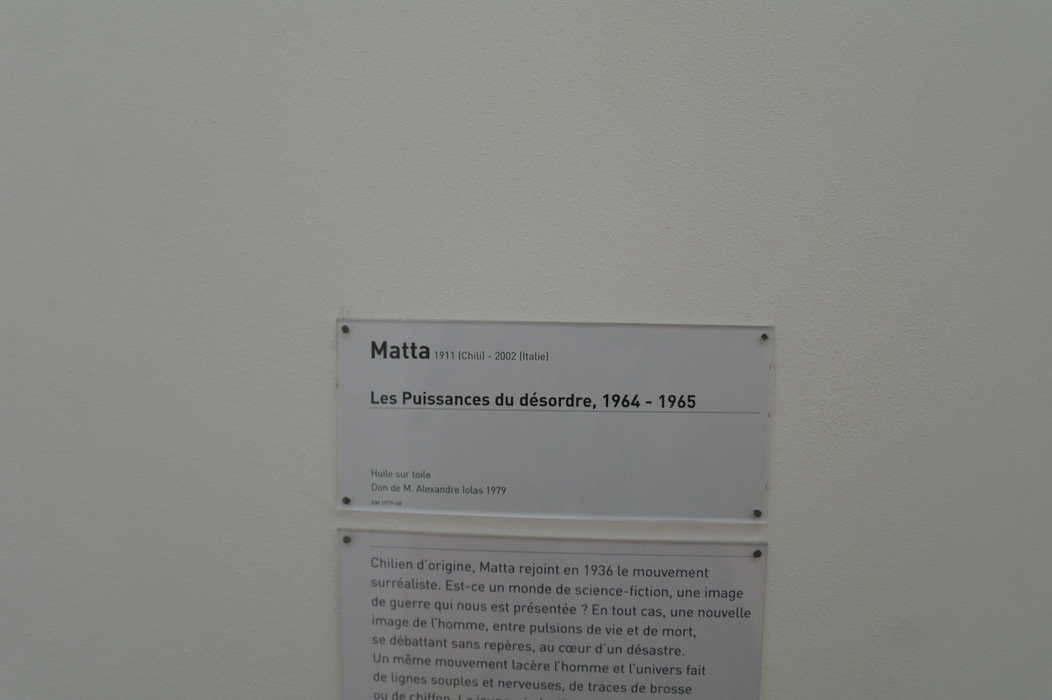 Matta 1911 (Chili) - 2002 (Italie)
Les Puissances du désordre, 1964 - 1965
Huile sur toile
Don de M. Alexandre Iolas 1979
Chilien d'origine, Matta rejoint en 1936 le mouvement
surréaliste. Est-ce un monde de science-fiction, une image
de guerre qui nous est présentée ? En tout cas, une nouvelle
image de l'homme, entre pulsions de vie et de mort,
se débattant sans repères, au cœur d'un désastre.
Un même mouvement lacère l'homme et l'univers fait
de lignes souples et nerveuses, de traces de brosse
ou de chiffon. La